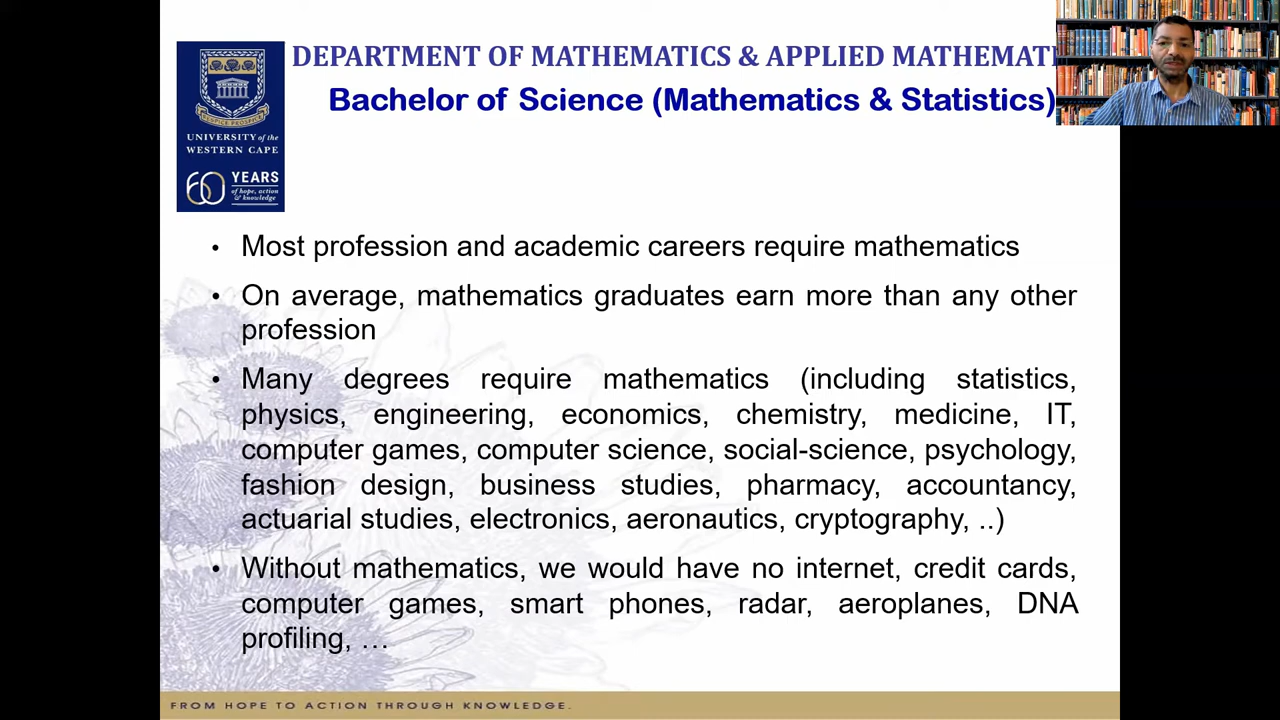 DEPARTMENT OF MATHEMATICS & APPLIED MATHEMATI
Bachelor of Science (Mathematics & Statistics)
UNIVERSITY of the
WESTERN CAPE
60 YEARS
of hope, action
& knowledge
• Most profession and academic careers require mathematics
• On average, mathematics graduates earn more than any other
profession
• Many degrees require mathematics (including statistics,
physics, engineering, economics, chemistry, medicine, IT,
computer games, computer science, social-science, psychology,
fashion design, business studies, pharmacy, accountancy,
actuarial studies, electronics, aeronautics, cryptography, ..)
• Without mathematics, we would have no internet, credit cards,
computer games, smart phones, radar, aeroplanes, DNA
profiling, …
FROM HOPE TO ACTION THROUGH KNOWLEDGE.